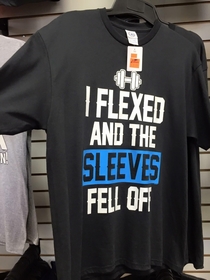 I FLEXED
AND THE
SLEEVES
FELL OFF